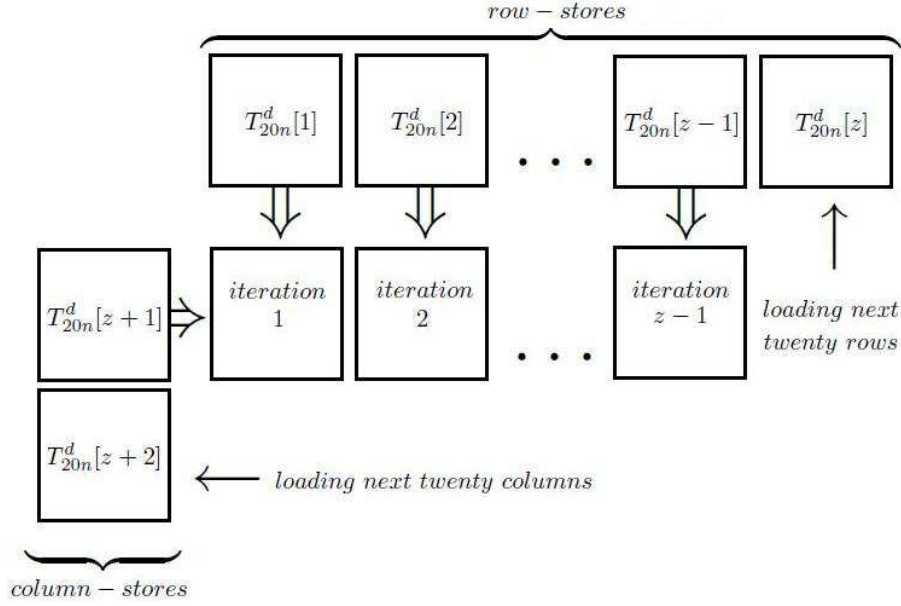 row – stores
T^d_{20n}[1] T^d_{20n}[2] T^d_{20n}[z − 1] T^d_{20n}[z]
. . .
T^d_{20n}[z + 1]
iteration
1
iteration
2
. . .
iteration
z − 1
loading next
twenty rows
T^d_{20n}[z + 2]
loading next twenty columns
column – stores